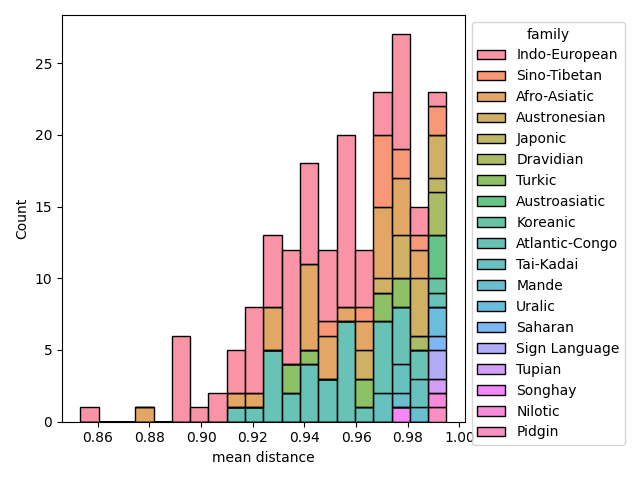 family
Indo-European
Sino-Tibetan
Afro-Asiatic
Austronesian
Japonic
Dravidian
Turkic
Austroasiatic
Koreanic
Atlantic-Congo
Tai-Kadai
Mande
Uralic
Saharan
Sign Language
Tupian
Songhay
Nilotic
Pidgin
Count
25
20
15
10
5
0
0.86 0.88 0.90 0.92 0.94 0.96 0.98 1.00
mean distance